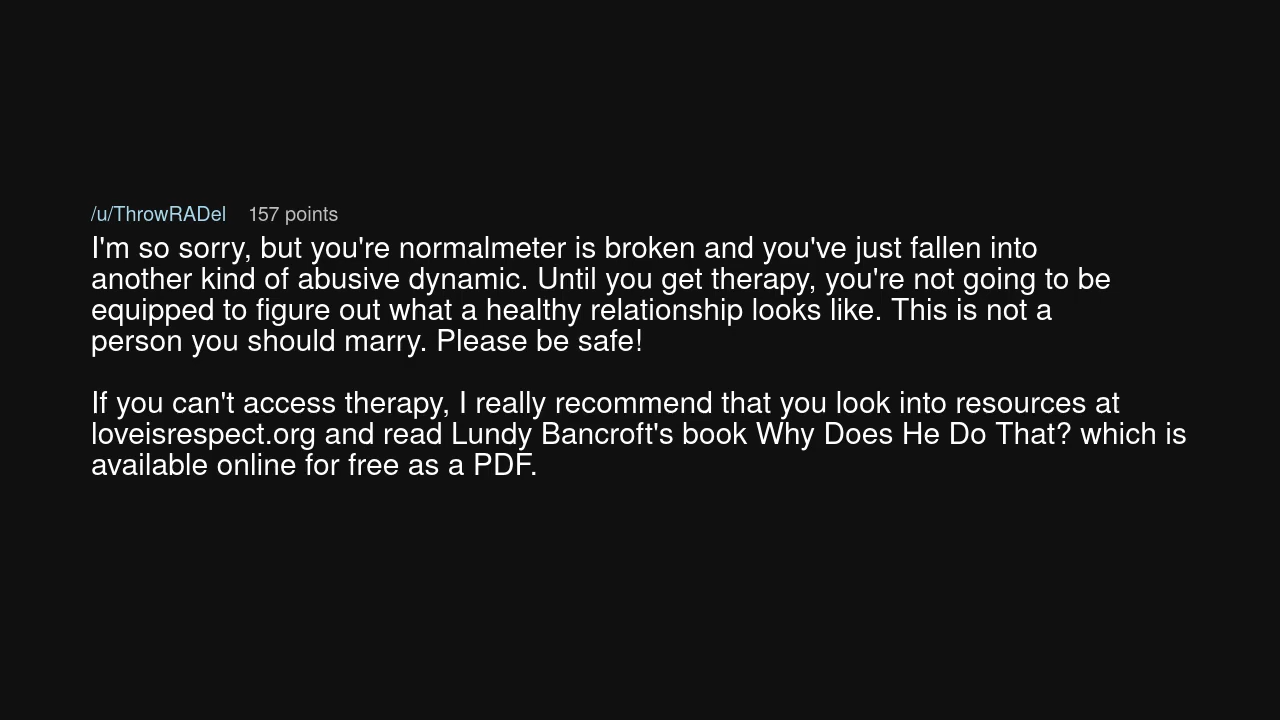 /u/ThrowRADel 157 points
I'm so sorry, but you're normalmeter is broken and you've just fallen into
another kind of abusive dynamic. Until you get therapy, you're not going to be
equipped to figure out what a healthy relationship looks like. This is not a
person you should marry. Please be safe!
If you can't access therapy, I really recommend that you look into resources at
loveisrespect.org and read Lundy Bancroft's book Why Does He Do That? which is
available online for free as a PDF.